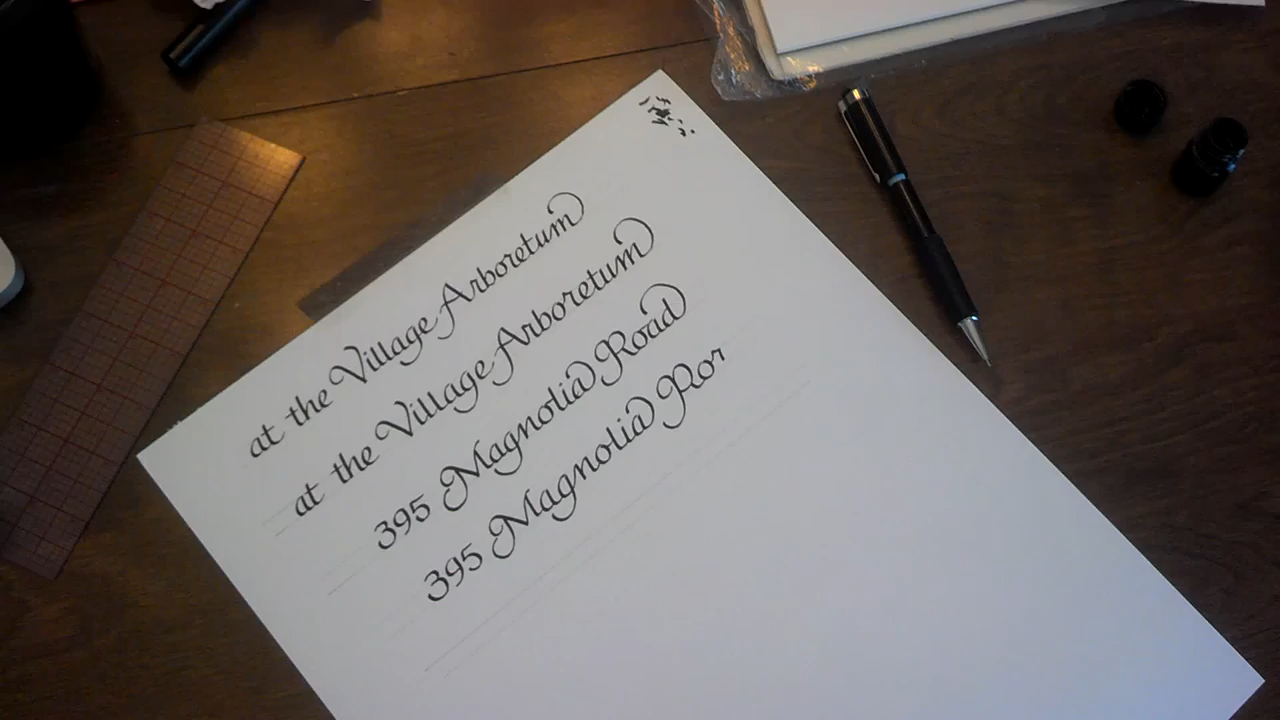 at the Village Arboretum
at the Village Arboretum
395 Magnolia Road
395 Magnolia Ror